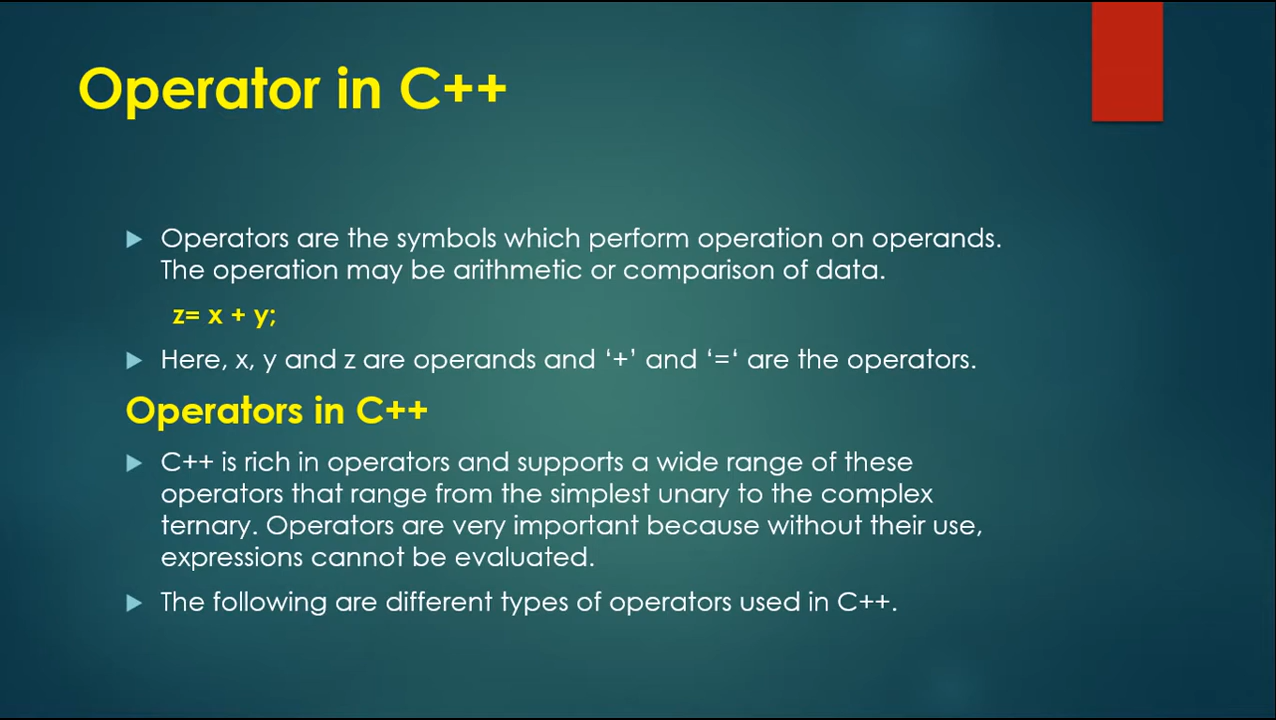 Operator in C++
Operators are the symbols which perform operation on operands.
The operation may be arithmetic or comparison of data.
z= x + y;
Here, x, y and z are operands and ‘+’ and ‘=‘ are the operators.
Operators in C++
C++ is rich in operators and supports a wide range of these
operators that range from the simplest unary to the complex
ternary. Operators are very important because without their use,
expressions cannot be evaluated.
The following are different types of operators used in C++.